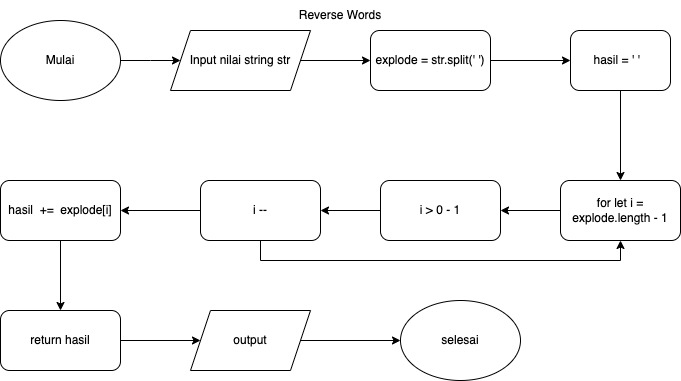 Reverse Words
Mulai
Input nilai string str
explode = str.split(' ')
hasil = ' '
for let i =
explode.length - 1
i > 0 - 1
i --
hasil += explode[i]
return hasil
output
selesai